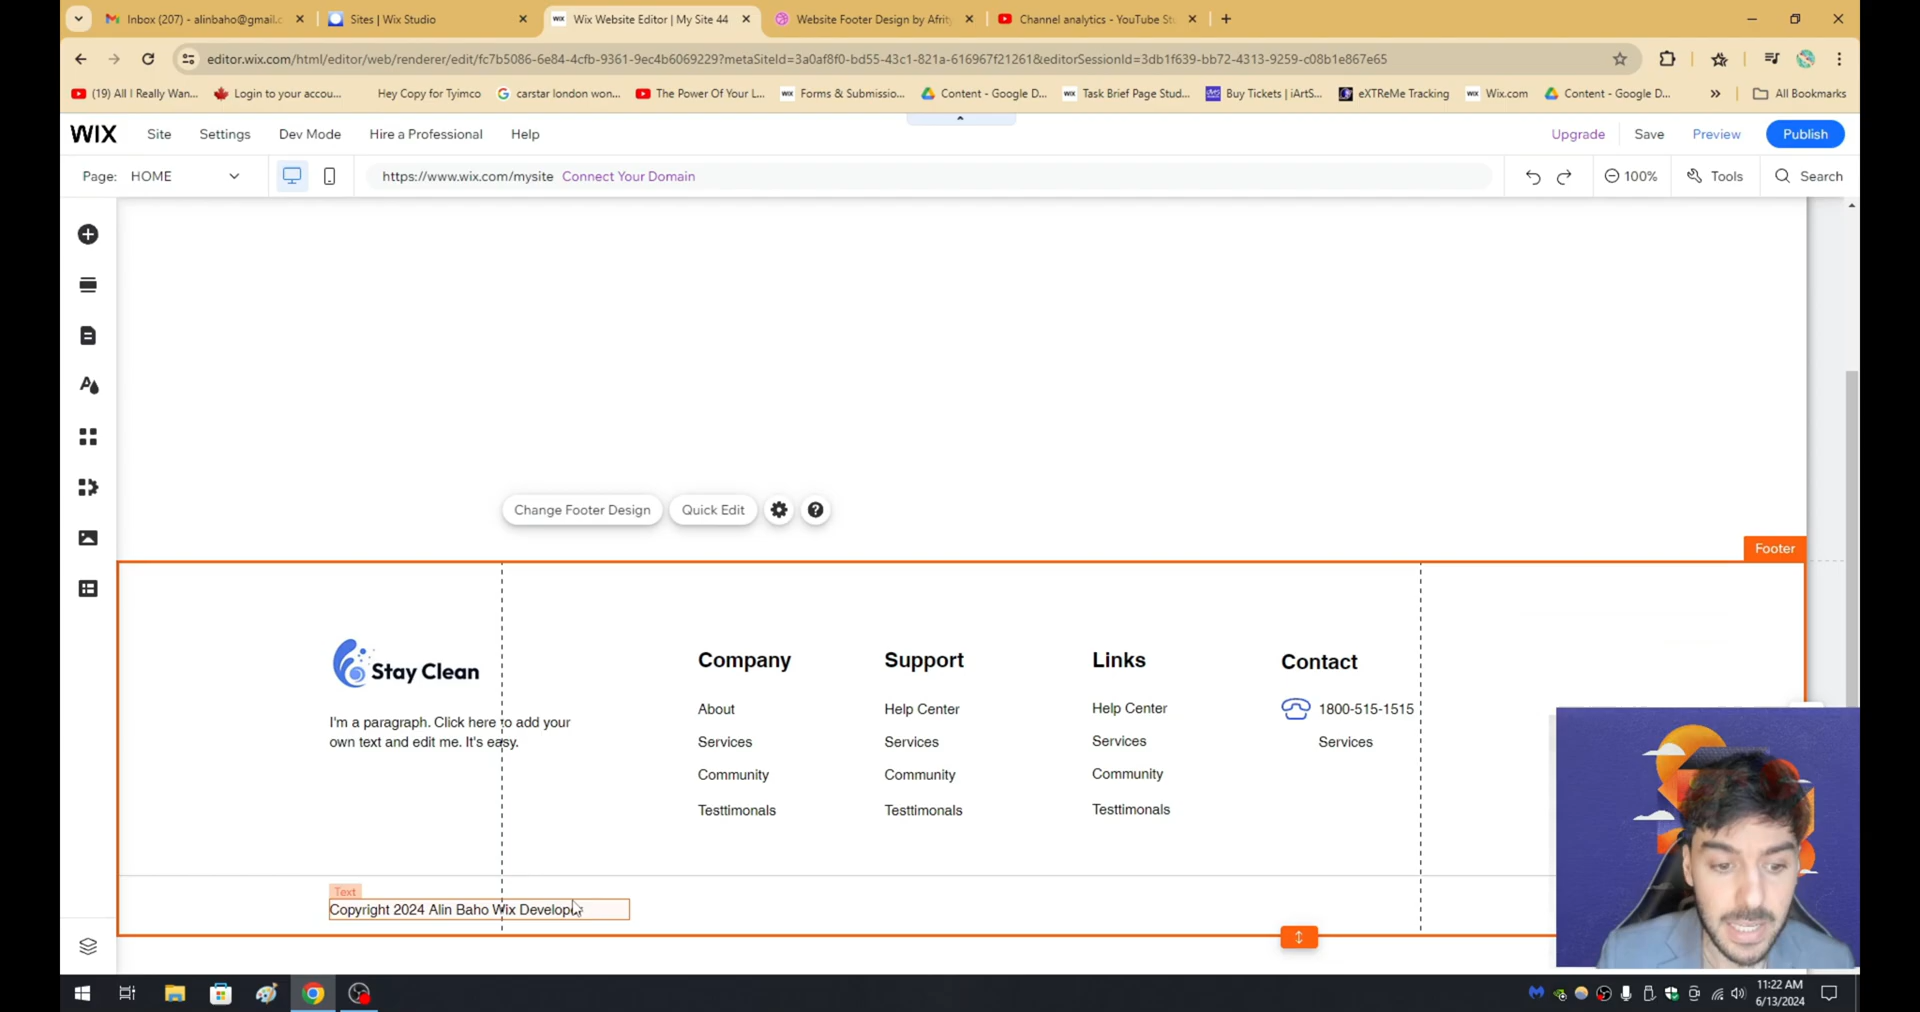 Inbox (207) - alinbaho@gmail.c
Sites | Wix Studio
WIX Wix Website Editor | My Site 44
Website Footer Design by Afrit
Channel analytics - YouTube St
editor.wix.com/html/editor/web/renderer/edit/fc7b5086-6e84-4cfb-9361-9ec4b6069229?metaSiteId=3a0af8f0-bd55-43c1-821a-616967f21261&editorSessionId=3db1f639-bb72-4313-9259-c08b1e867e65
(19) All I Really Wan...
Login to your accou...
Hey Copy for Tyimco
carstar london won...
The Power Of Your L...
WIX Forms & Submissio...
Content - Google D...
WIX Task Brief Page Stud...
Buy Tickets | iArtS...
eXTReMe Tracking
WIX Wix.com
Content - Google D...
All Bookmarks
WIX
Site
Settings
Dev Mode
Hire a Professional
Help
Upgrade
Save
Preview
Publish
Page: HOME
https://www.wix.com/mysite Connect Your Domain
100%
Tools
Search
Change Footer Design
Quick Edit
Footer
Stay Clean
I'm a paragraph. Click here to add your
own text and edit me. It's easy.
Company
About
Services
Community
Testtimonals
Support
Help Center
Services
Community
Testtimonals
Links
Help Center
Services
Community
Testtimonals
Contact
1800-515-1515
Services
Text
Copyright 2024 Alin Baho Wix Developer
11:22 AM
6/13/2024